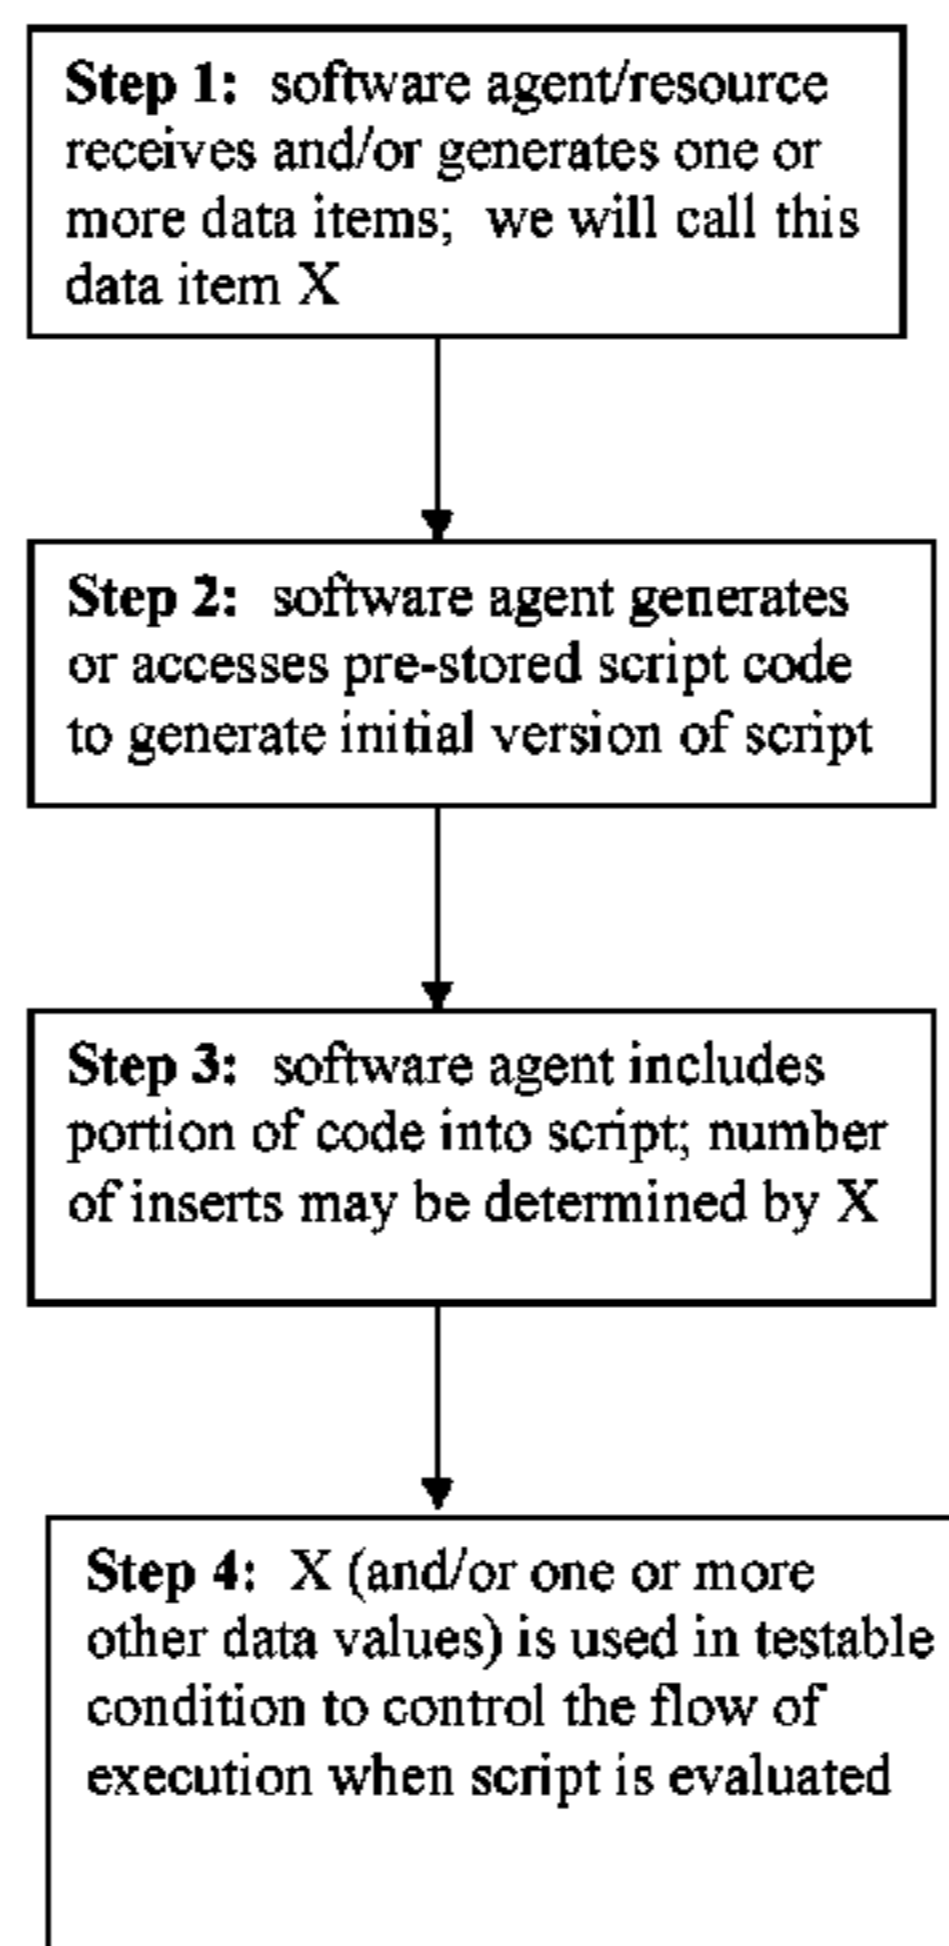 Step 1: software agent/resource
receives and/or generates one or
more data items; we will call this
data item X
Step 2: software agent generates
or accesses pre-stored script code
to generate initial version of script
Step 3: software agent includes
portion of code into script; number
of inserts may be determined by X
Step 4: X (and/or one or more
other data values) is used in testable
condition to control the flow of
execution when script is evaluated